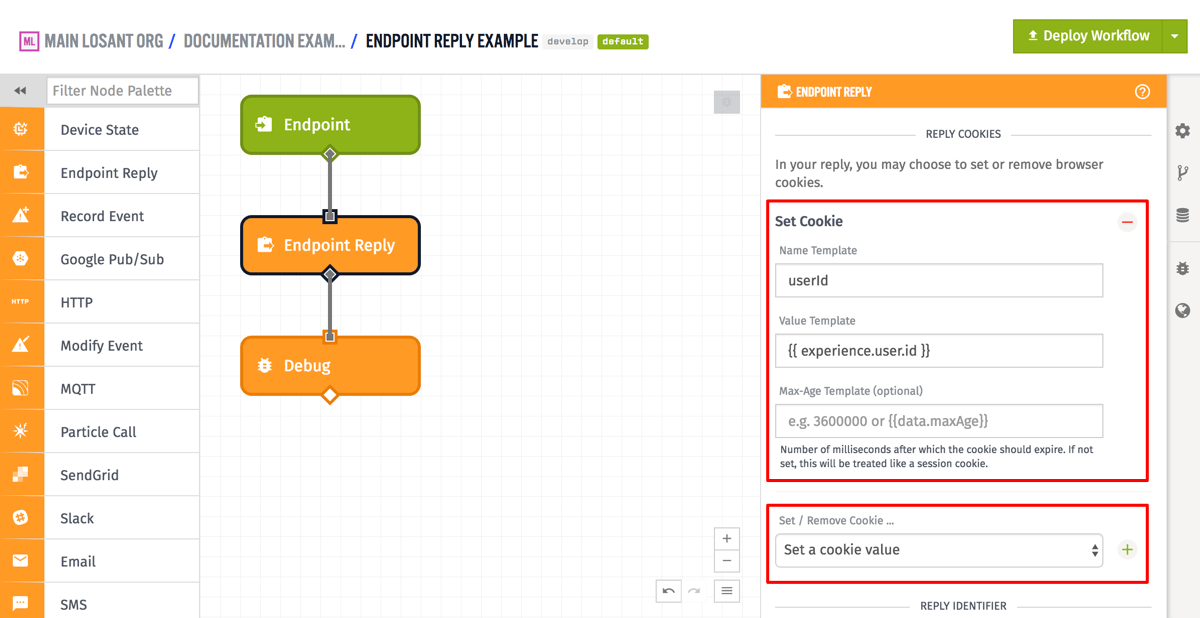 ML MAIN LOSANT ORG / DOCUMENTATION EXAM... / ENDPOINT REPLY EXAMPLE develop default
Deploy Workflow
Filter Node Palette
Device State
Endpoint Reply
Record Event
Google Pub/Sub
HTTP HTTP
Modify Event
MQTT
Particle Call
SendGrid
Slack
Email
SMS
Endpoint
Endpoint Reply
Debug
ENDPOINT REPLY
REPLY COOKIES
In your reply, you may choose to set or remove browser
cookies.
Set Cookie
Name Template
userId
Value Template
{{ experience.user.id }}
Max-Age Template (optional)
e.g. 3600000 or {{data.maxAge}}
Number of milliseconds after which the cookie should expire. If not
set, this will be treated like a session cookie.
Set / Remove Cookie ...
Set a cookie value
REPLY IDENTIFIER